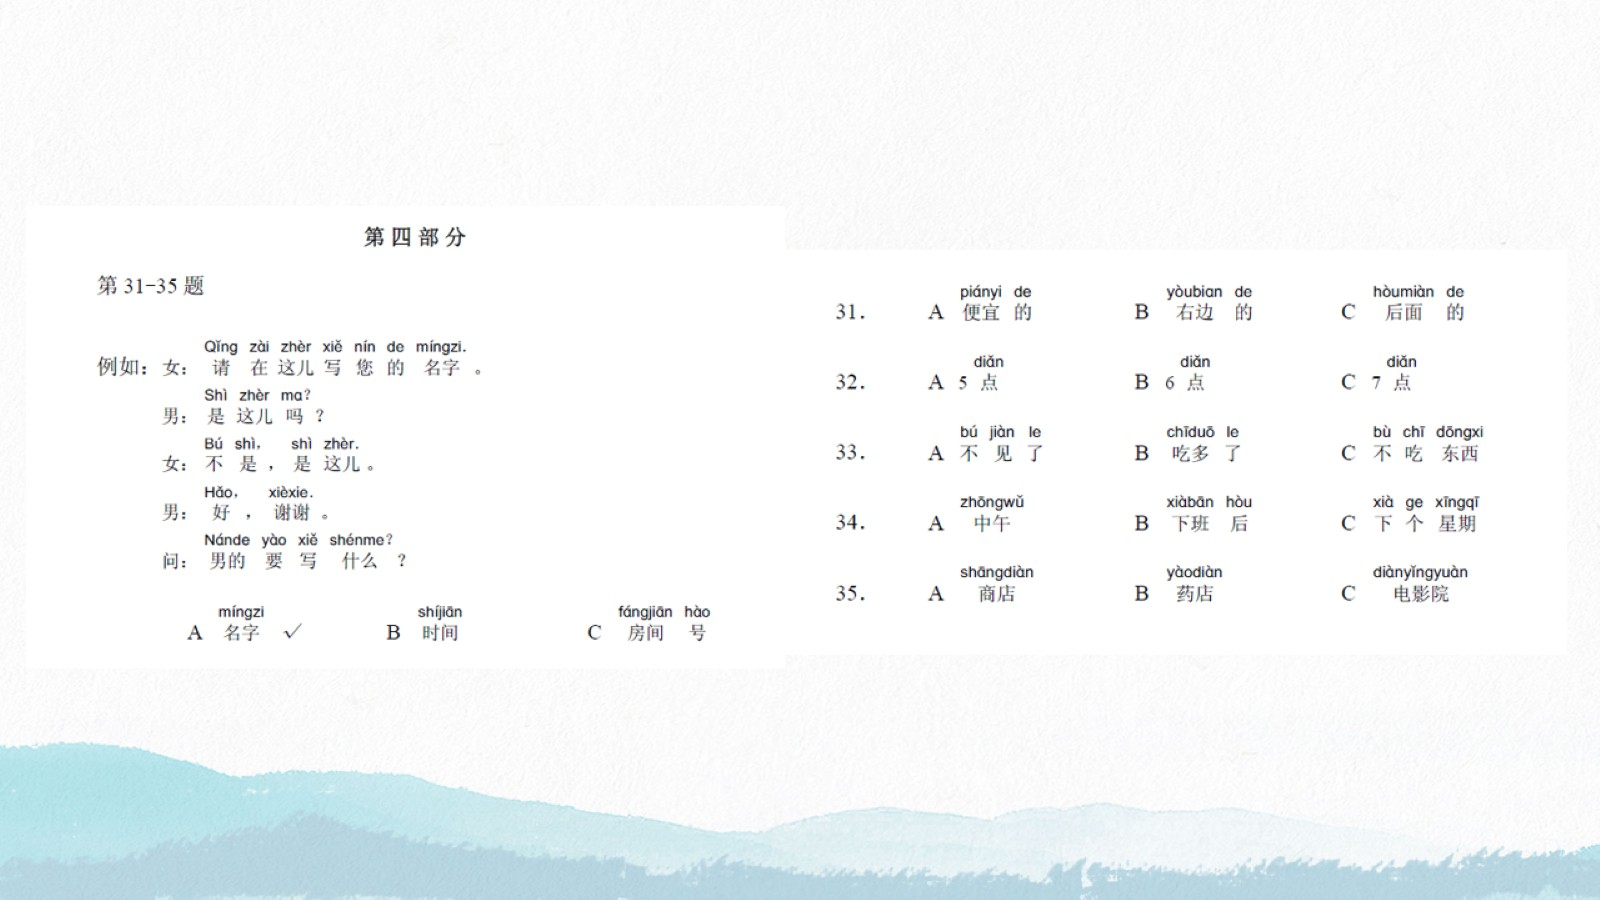 第四部分
第 31-35 题
Qǐng zài zhèr xiě nín de míngzi.
例如：女： 请 在 这儿 写 您 的 名字 。
Shì zhèr ma?
男： 是 这儿 吗 ？
Bú shì， shì zhèr.
女： 不 是 ， 是 这儿 。
Hǎo， xièxie.
男： 好 ， 谢谢 。
Nánde yào xiě shénme?
问： 男的 要 写 什么 ？
míngzi shíjiān fángjiān hào
A 名字 √ B 时间 C 房间 号
piányi de yòubian de hòumiàn de
31. A 便宜 的 B 右边 的 C 后面 的
diǎn diǎn diǎn
32. A 5 点 B 6 点 C 7 点
bú jiàn le chīduō le bù chī dōngxi
33. A 不 见 了 B 吃多 了 C 不 吃 东西
zhōngwǔ xiàbān hòu xià ge xīngqī
34. A 中午 B 下班 后 C 下 个 星期
shāngdiàn yàodiàn diànyǐngyuàn
35. A 商店 B 药店 C 电影院